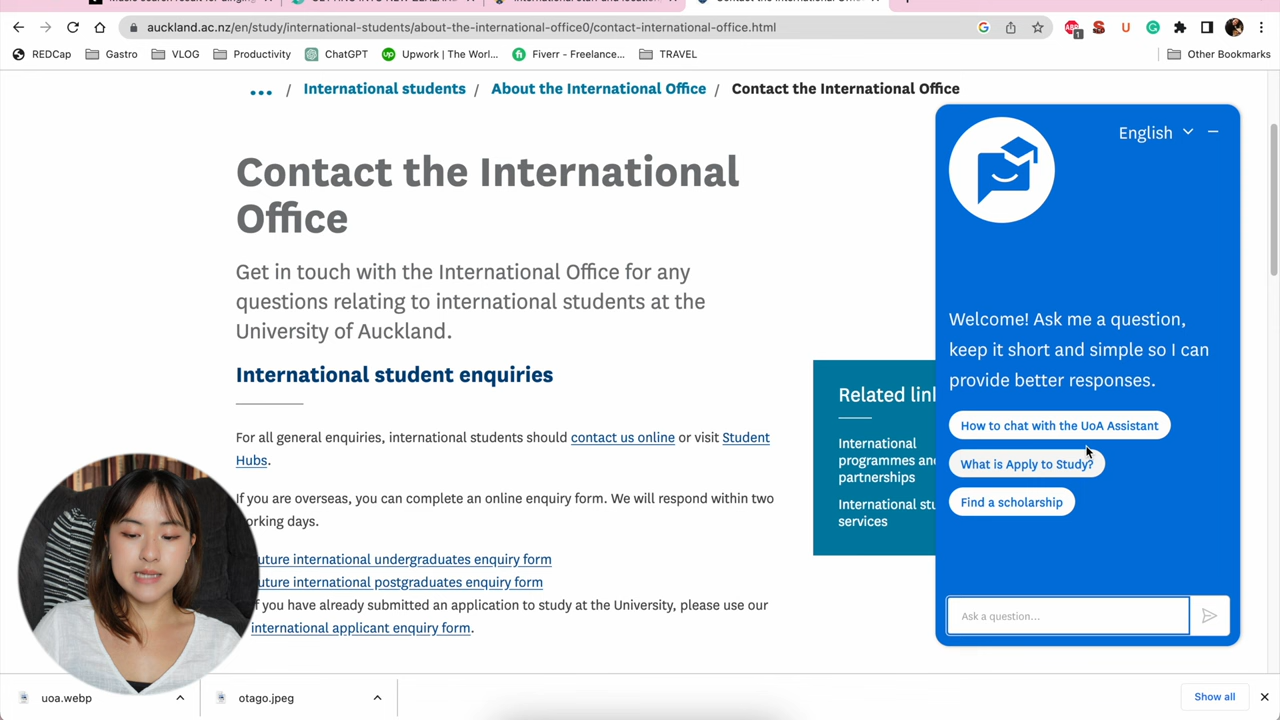 auckland.ac.nz/en/study/international-students/about-the-international-office0/contact-international-office.html
1
REDCap
Gastro
VLOG
Productivity
ChatGPT
Upwork | The Worl...
Fiverr - Freelance...
TRAVEL
Other Bookmarks
... / International students / About the International Office / Contact the International Office
Contact the International
Office
Get in touch with the International Office for any
questions relating to international students at the
University of Auckland.
International student enquiries
For all general enquiries, international students should contact us online or visit Student
Hubs.
If you are overseas, you can complete an online enquiry form. We will respond within two
working days.
uture international undergraduates enquiry form
uture international postgraduates enquiry form
f you have already submitted an application to study at the University, please use our
international applicant enquiry form.
Related lin
International
programmes an
partnerships
International stu
services
English
Welcome! Ask me a question,
keep it short and simple so I can
provide better responses.
How to chat with the UoA Assistant
What is Apply to Study?
Find a scholarship
Ask a question...
uoa.webp
otago.jpeg
Show all